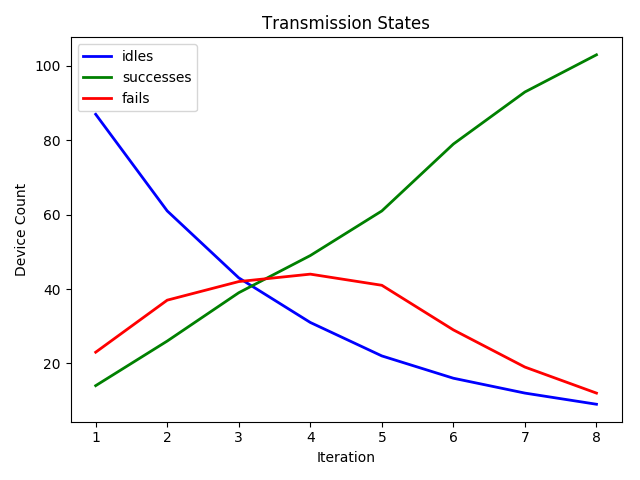 Transmission States
idles
successes
fails
Device Count
100
80
60
40
20
1 2 3 4 5 6 7 8
Iteration